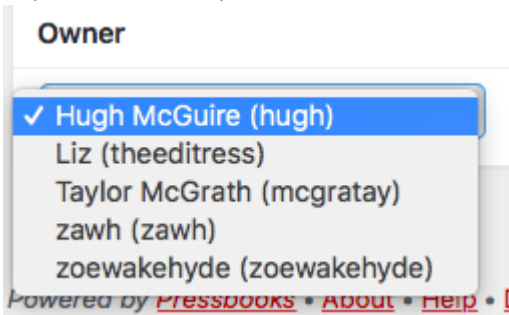 Owner
✓ Hugh McGuire (hugh)
Liz (theeditress)
Taylor McGrath (mcgratay)
zawh (zawh)
zoewakehyde (zoewakehyde)
Powered by Pressbooks • About • Help •